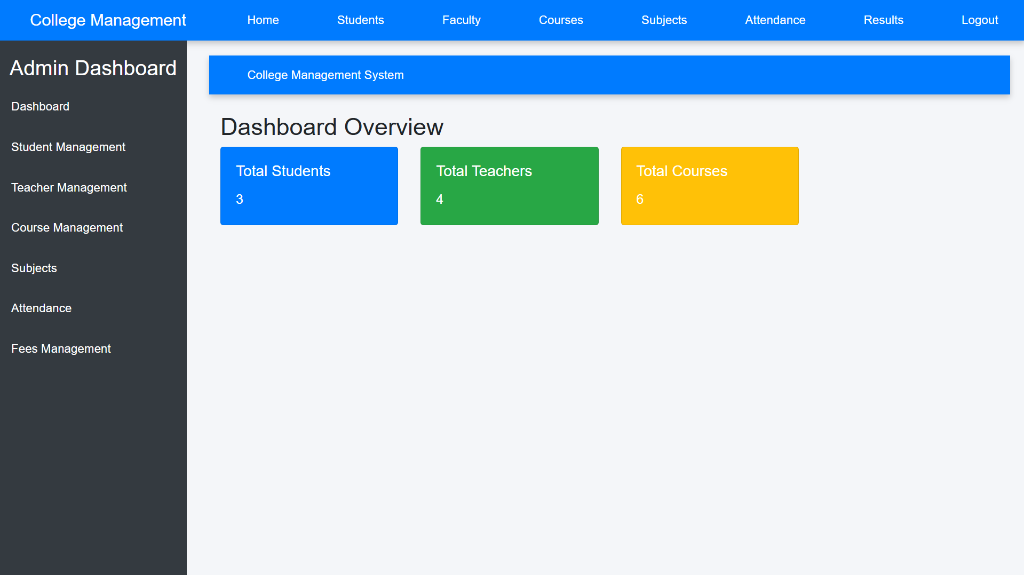 College Management Home Students Faculty Courses Subjects Attendance Results Logout
Admin Dashboard
Dashboard
Student Management
Teacher Management
Course Management
Subjects
Attendance
Fees Management
College Management System
Dashboard Overview
Total Students
3
Total Teachers
4
Total Courses
6